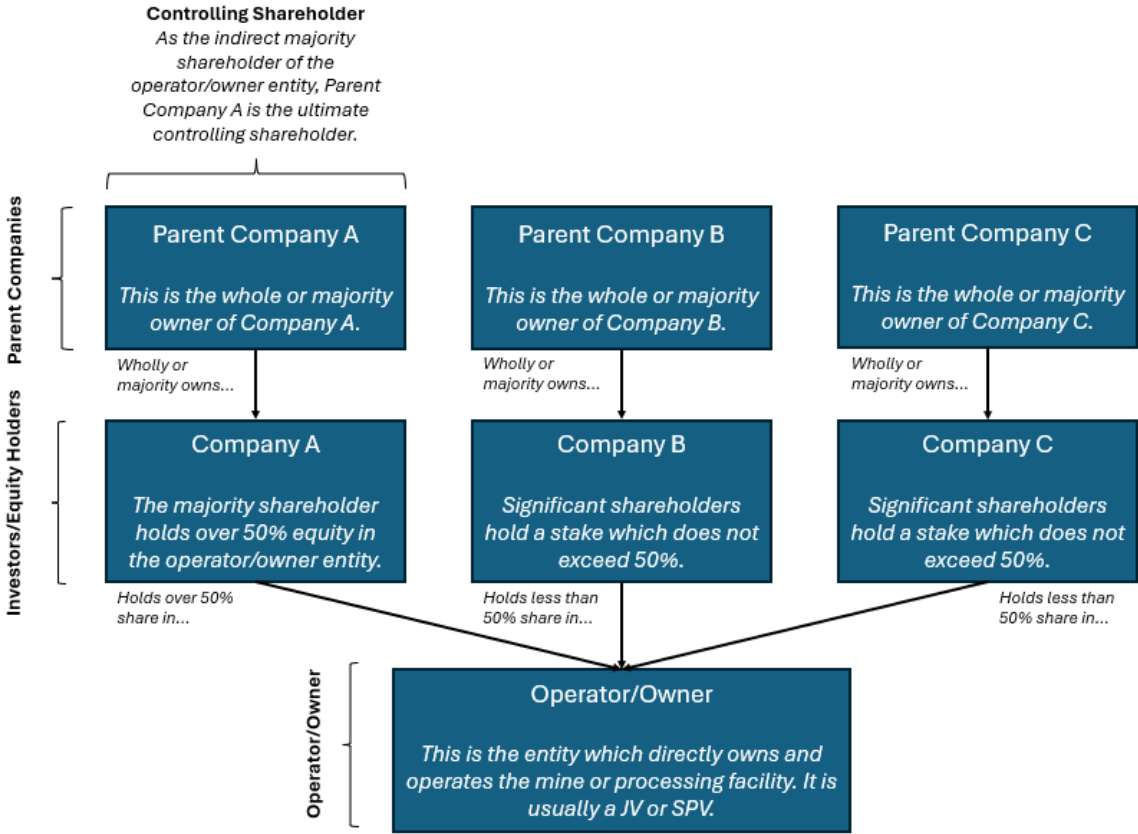 Controlling Shareholder
As the indirect majority
shareholder of the
operator/owner entity, Parent
Company A is the ultimate
controlling shareholder.
Parent Companies
Parent Company A
This is the whole or majority
owner of Company A.
Parent Company B
This is the whole or majority
owner of Company B.
Parent Company C
This is the whole or majority
owner of Company C.
Wholly or
majority owns...
Wholly or
majority owns...
Wholly or
majority owns...
Investors/Equity Holders
Company A
The majority shareholder
holds over 50% equity in
the operator/owner entity.
Company B
Significant shareholders
hold a stake which does not
exceed 50%.
Company C
Significant shareholders
hold a stake which does not
exceed 50%.
Holds over 50%
share in...
Holds less than
50% share in...
Holds less than
50% share in...
Operator/Owner
Operator/Owner
This is the entity which directly owns and
operates the mine or processing facility. It is
usually a JV or SPV.